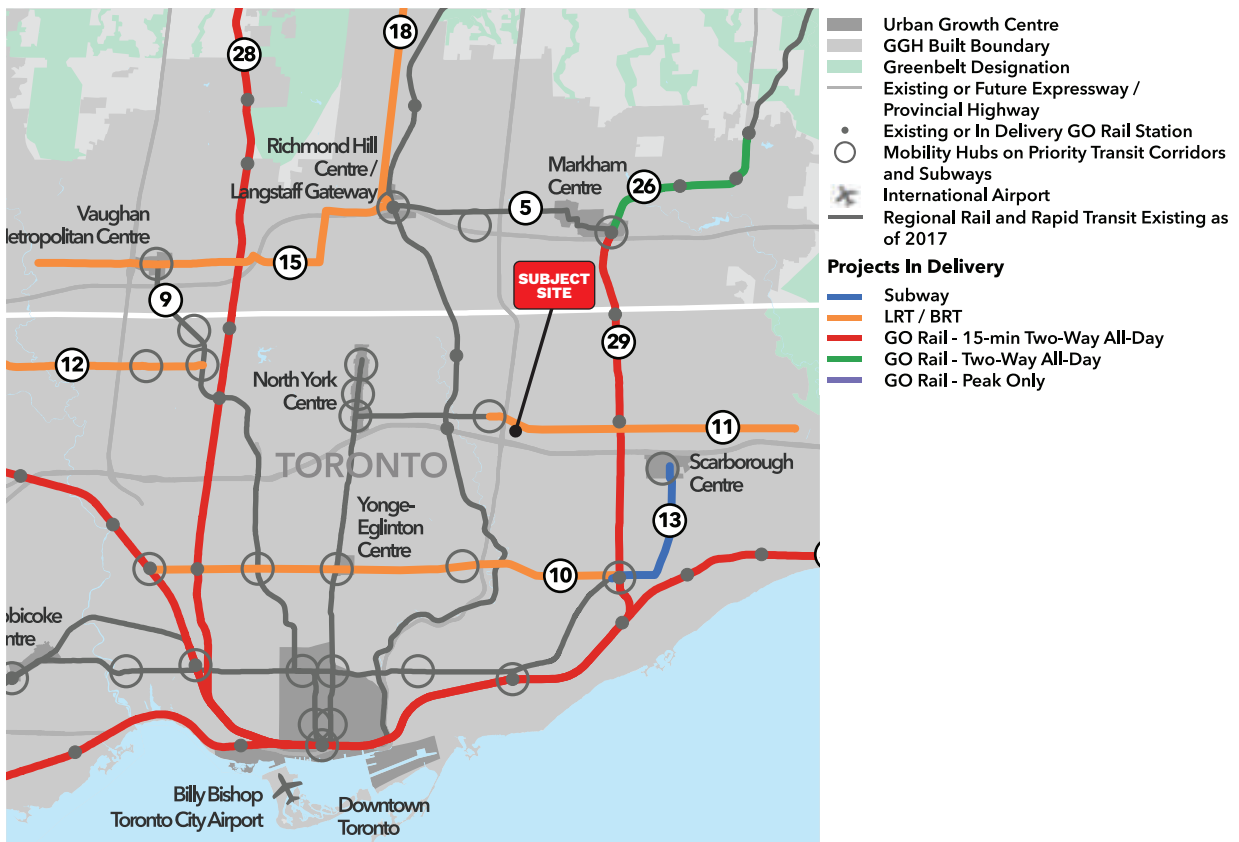 18
28
Richmond Hill
Centre /
Langstaff Gateway
Markham
Centre
26
5
Vaughan
etropolitan Centre
15
SUBJECT
SITE
9
29
12
North York
Centre
11
TORONTO
Scarborough
Centre
Yonge-
Eglinton
Centre
13
10
obicoke
ntre
Billy Bishop
Toronto City Airport
Downtown
Toronto
Urban Growth Centre
GGH Built Boundary
Greenbelt Designation
Existing or Future Expressway /
Provincial Highway
Existing or In Delivery GO Rail Station
Mobility Hubs on Priority Transit Corridors
and Subways
International Airport
Regional Rail and Rapid Transit Existing as
of 2017
Projects In Delivery
Subway
LRT / BRT
GO Rail - 15-min Two-Way All-Day
GO Rail - Two-Way All-Day
GO Rail - Peak Only